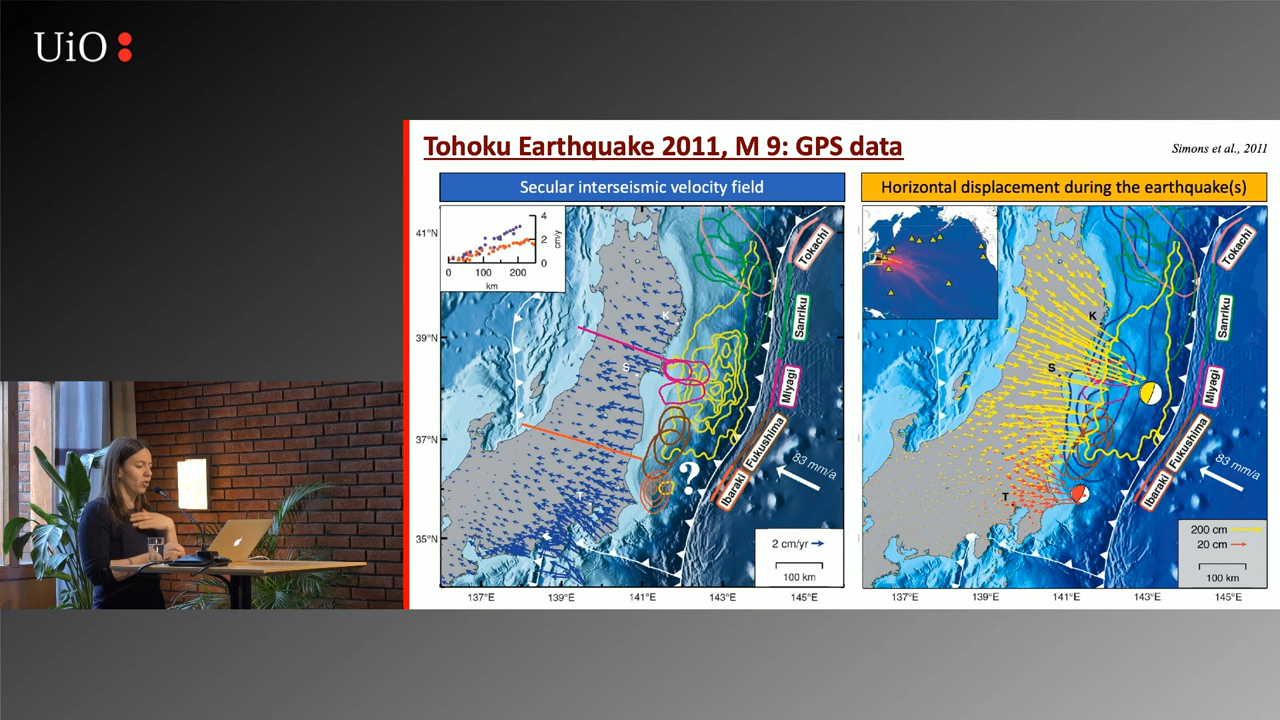 UiO
Tohoku Earthquake 2011, M 9: GPS data
Simons et al., 2011
Secular interseismic velocity field
Horizontal displacement during the earthquake(s)
4
2
0
cm/y
0 100 200
km
41°N
39°N
37°N
35°N
K
S
T
?
Tokachi
Sanriku
Miyagi
Fukushima
Ibaraki
83 mm/a
2 cm/yr
100 km
137°E 139°E 141°E 143°E 145°E
K
S
T
Tokachi
Sanriku
Miyagi
Fukushima
Ibaraki
83 mm/a
200 cm
20 cm
100 km
137°E 139°E 141°E 143°E 145°E